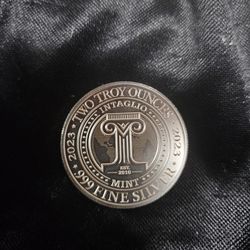 2023 · TWO TROY OUNCES · 2023
INTAGLIO
EST.
2010
MINT
.999 FINE SILVER